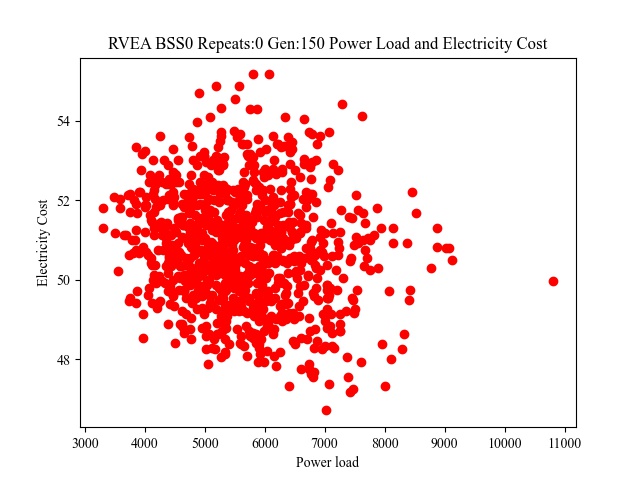 RVEA BSS0 Repeats:0 Gen:150 Power Load and Electricity Cost
54
52
50
48
Electricity Cost
3000 4000 5000 6000 7000 8000 9000 10000 11000
Power load